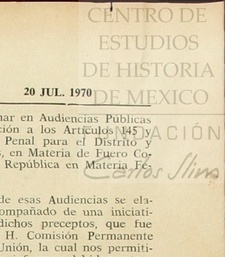 CENTRO DE
ESTUDIOS
DE HISTORIA
DE MEXICO
20 JUL. 1970
FUNDACIÓN
Carlos Slim
nar en Audiencias Públicas
ción a los Artículos 145 y
Penal para el Distrito y
s, en Materia de Fuero Co-
República en Materia Fe-
de esas Audiencias se ela-
ompañado de una iniciati-
dichos preceptos, que fue
H. Comisión Permanente
Unión, la cual nos permiti-